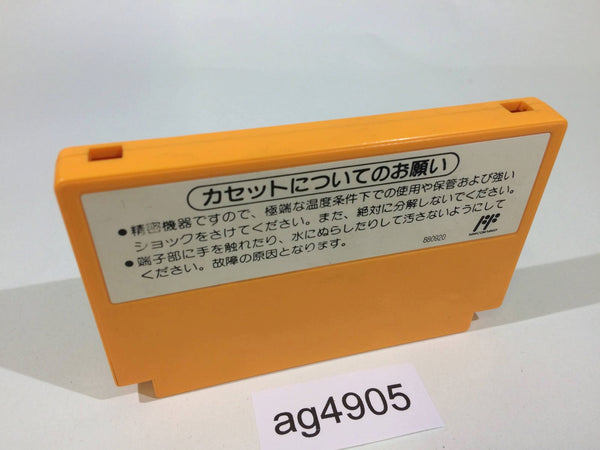 カセットについてのお願い
●精密機器ですので、極端な温度条件下での使用や保管および強い
ショックをさけてください。また、絶対に分解しないでください。
●端子部に手を触れたり、水にぬらしたりして汚さないようにして
ください。故障の原因となります。
880920
ag4905